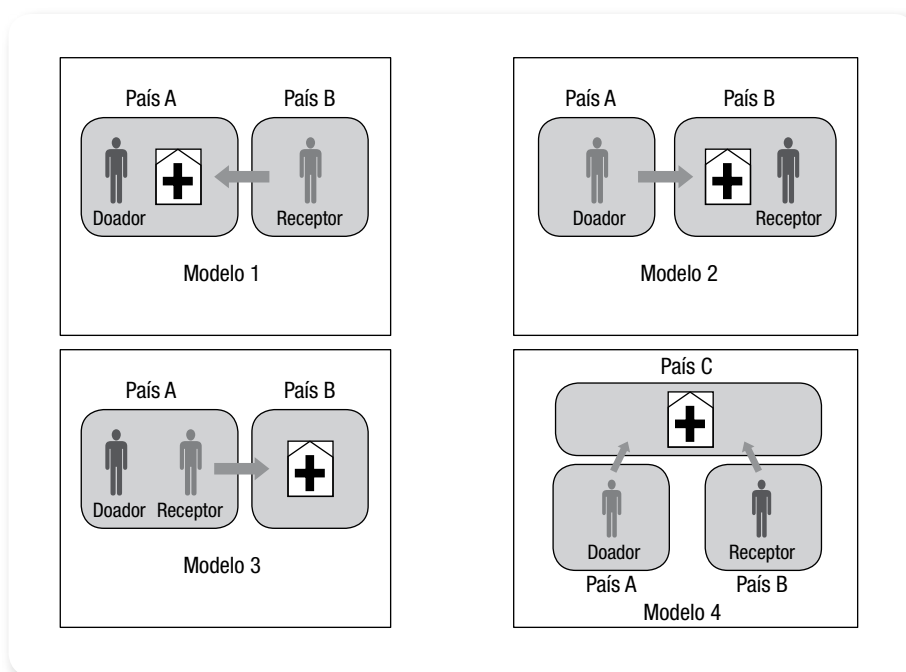 País A País B
Doador Receptor
Modelo 1
País A País B
Doador Receptor
Modelo 2
País A País B
Doador Receptor
Modelo 3
País C
Doador Receptor
País A País B
Modelo 4